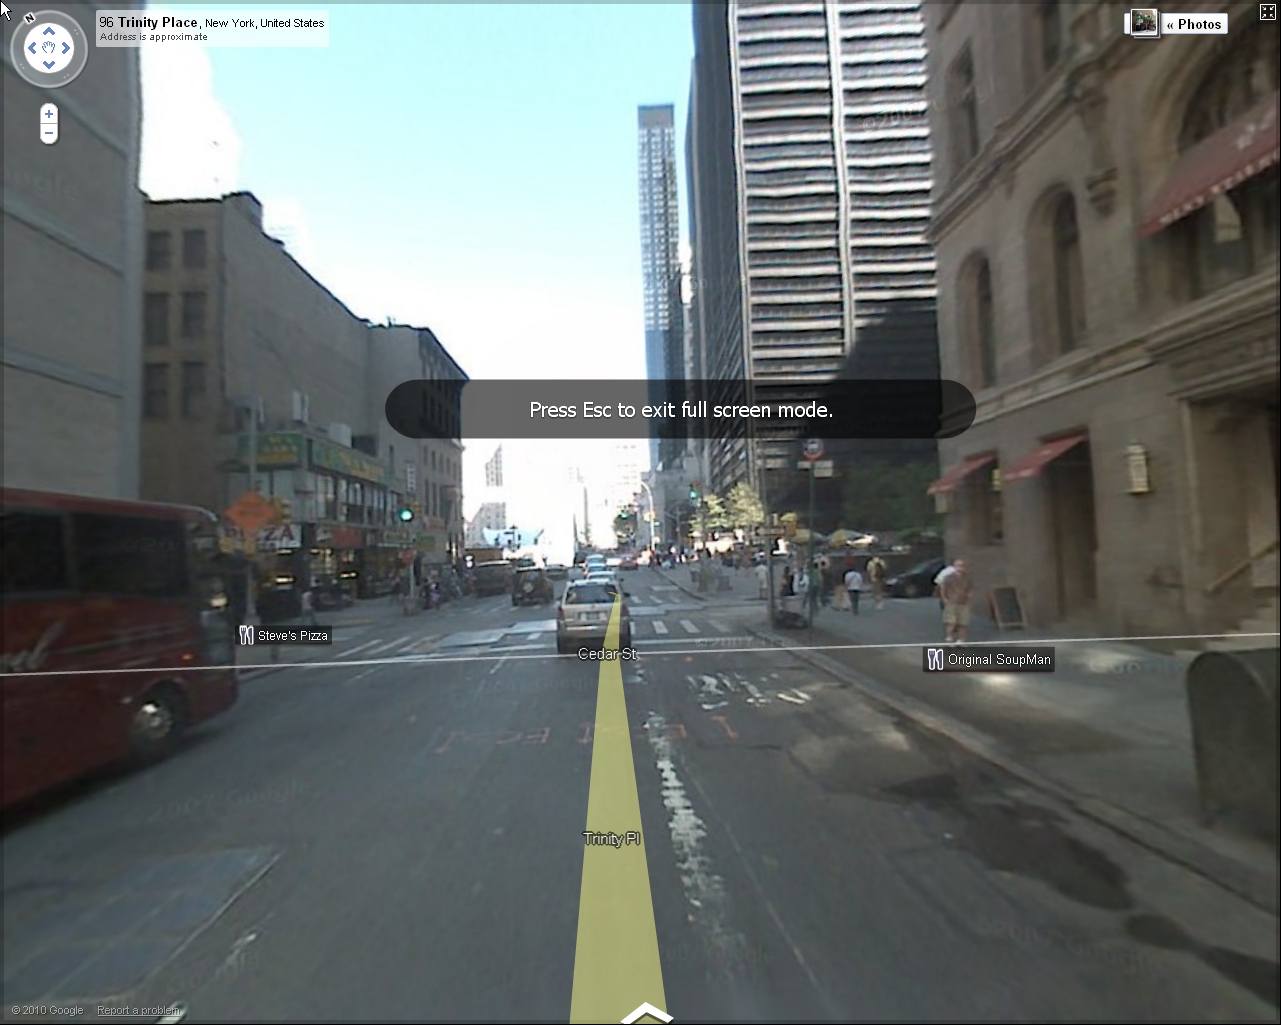 96 Trinity Place, New York, United States
Address is approximate
« Photos
N
Press Esc to exit full screen mode.
Steve's Pizza
Cedar St
Original SoupMan
Trinity Pl
© 2010 Google
Report a problem